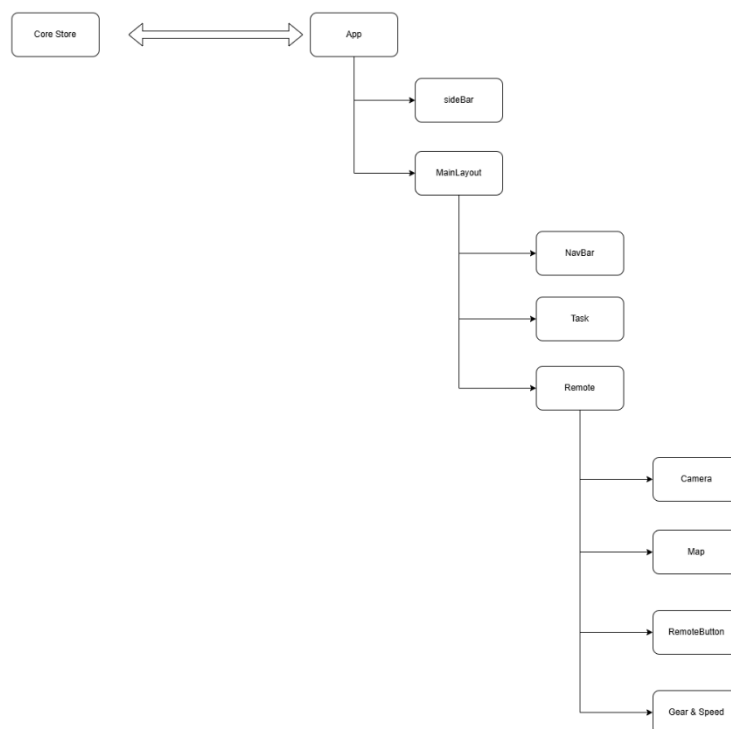 Core Store
App
sideBar
MainLayout
NavBar
Task
Remote
Camera
Map
RemoteButton
Gear & Speed